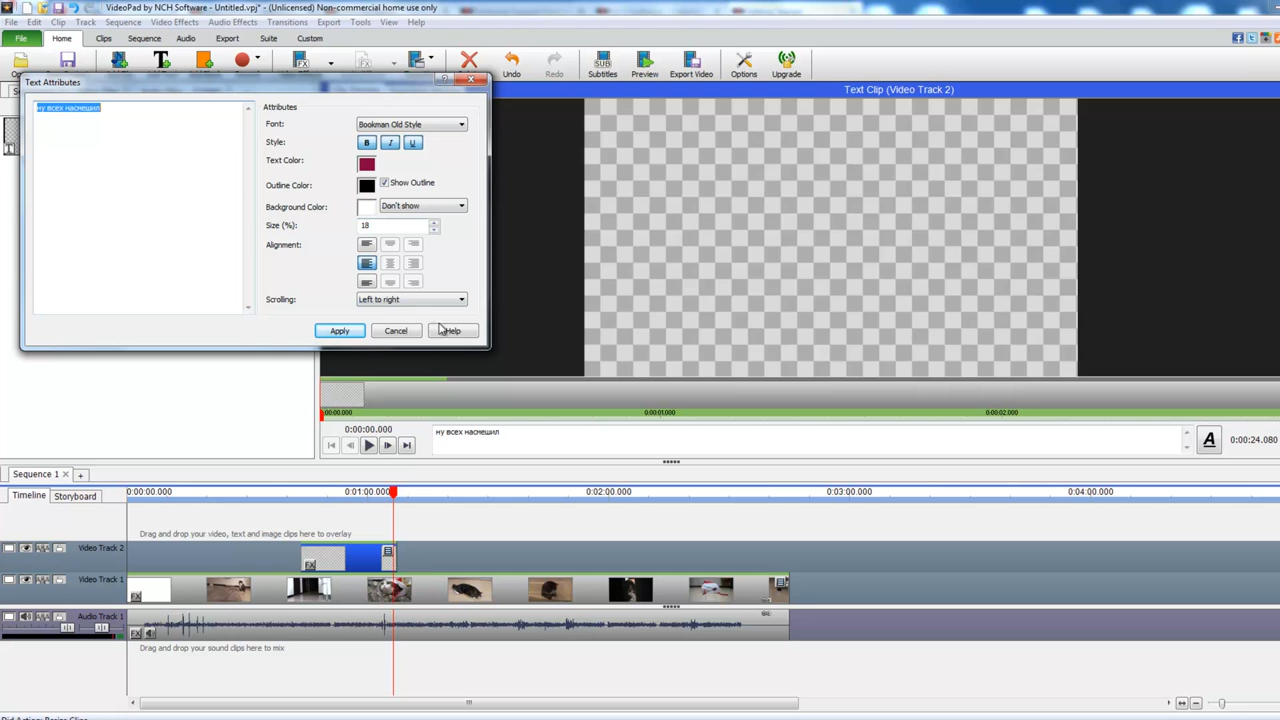 VideoPad by NCH Software - Untitled.vpj* - (Unlicensed) Non-commercial home use only
File Edit Clip Track Sequence Video Effects Audio Effects Transitions Export Tools View Help
File Home Clips Sequence Audio Export Suite Custom
Undo Redo Subtitles Preview Export Video Options Upgrade
Text Attributes
Text Clip (Video Track 2)
ну всех насмешил
Attributes
Font: Bookman Old Style
Style: B I U
Text Color:
Outline Color: Show Outline
Background Color: Don't show
Size (%): 18
Alignment:
Scrolling: Left to right
Apply Cancel Help
0:00:00.000 0:00:01.000 0:00:02.000
0:00:00.000
ну всех насмешил
A
0:00:24.080
Sequence 1
Timeline Storyboard
0:00:00.000 0:01:00.000 0:02:00.000 0:03:00.000 0:04:00.000
Drag and drop your video, text and image clips here to overlay
Video Track 2
FX
Video Track 1
FX
Audio Track 1
FX
Drag and drop your sound clips here to mix